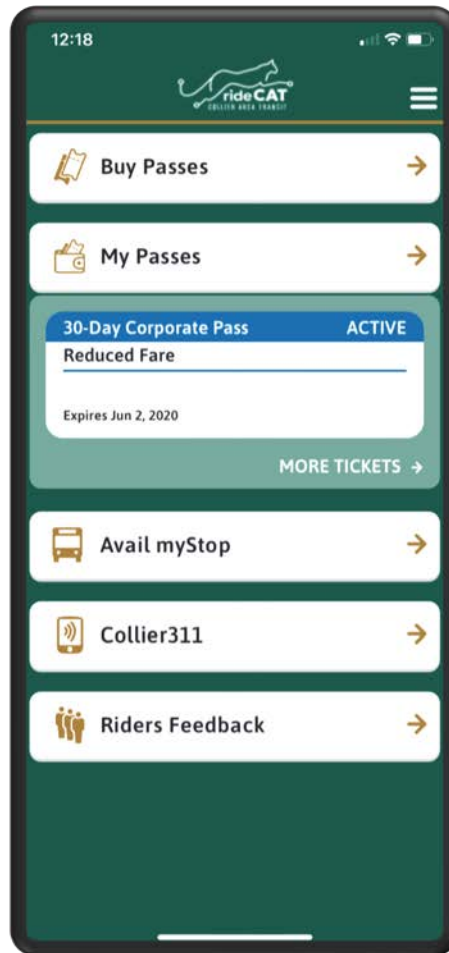 12:18
rideCAT
COLLIER AREA TRANSIT
Buy Passes
My Passes
30-Day Corporate Pass ACTIVE
Reduced Fare
Expires Jun 2, 2020
MORE TICKETS →
Avail myStop
Collier311
Riders Feedback